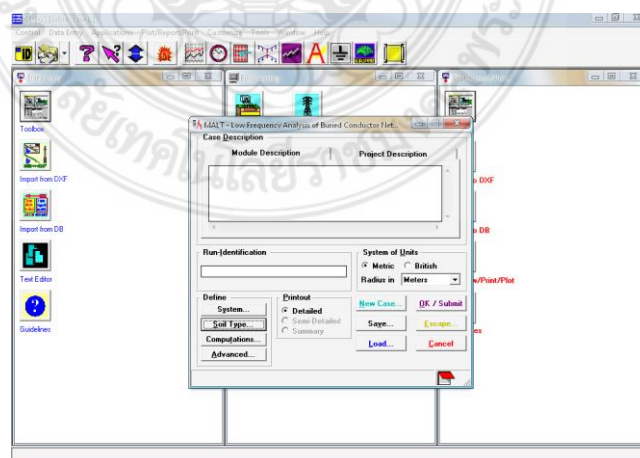 Control Data Entry Applications Plot/Report/Print Customize Tools Window Help
Toolbox
Import from DXF
Import from DB
Text Editor
Guidelines
MALT - Low Frequency Analysis of Buried Conductor Net...
Case Description
Module Description
Project Description
Run-Identification
System of Units
Metric
British
Radius in
Meters
Define
System...
Soil Type...
Computations...
Advanced...
Printout
Detailed
Semi Detailed
Summary
New Case...
OK / Submit
Save...
Escape...
Load...
Cancel
o DXF
o DB
w/Print/Plot
es